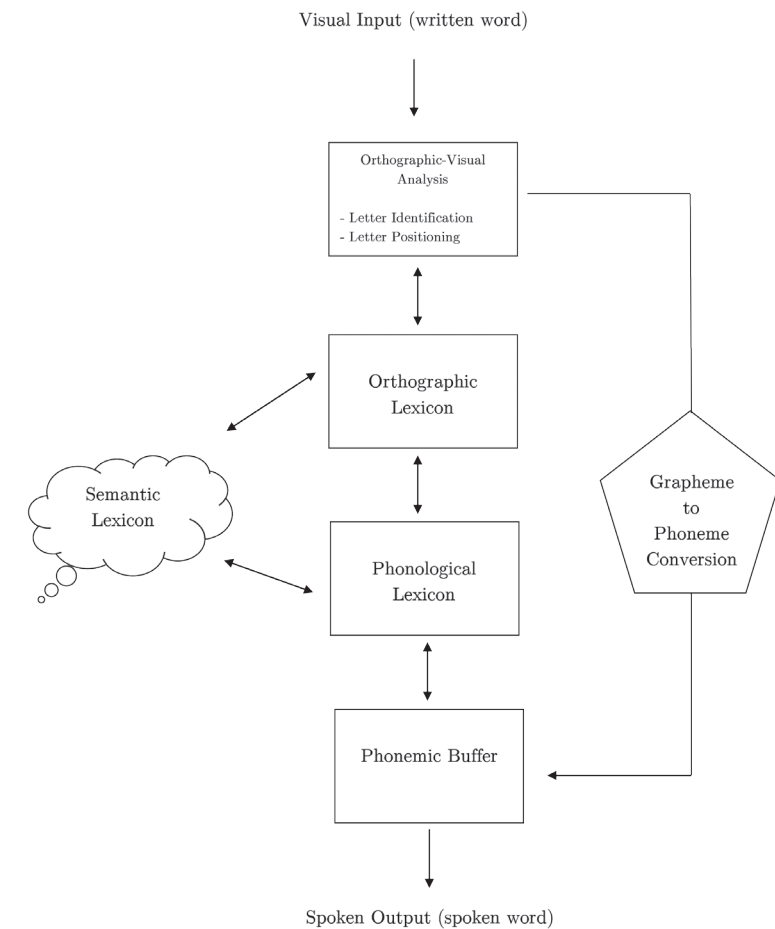 Visual Input (written word)
Orthographic-Visual
Analysis
- Letter Identification
- Letter Positioning
Orthographic
Lexicon
Semantic
Lexicon
Grapheme
to
Phoneme
Conversion
Phonological
Lexicon
Phonemic Buffer
Spoken Output (spoken word)